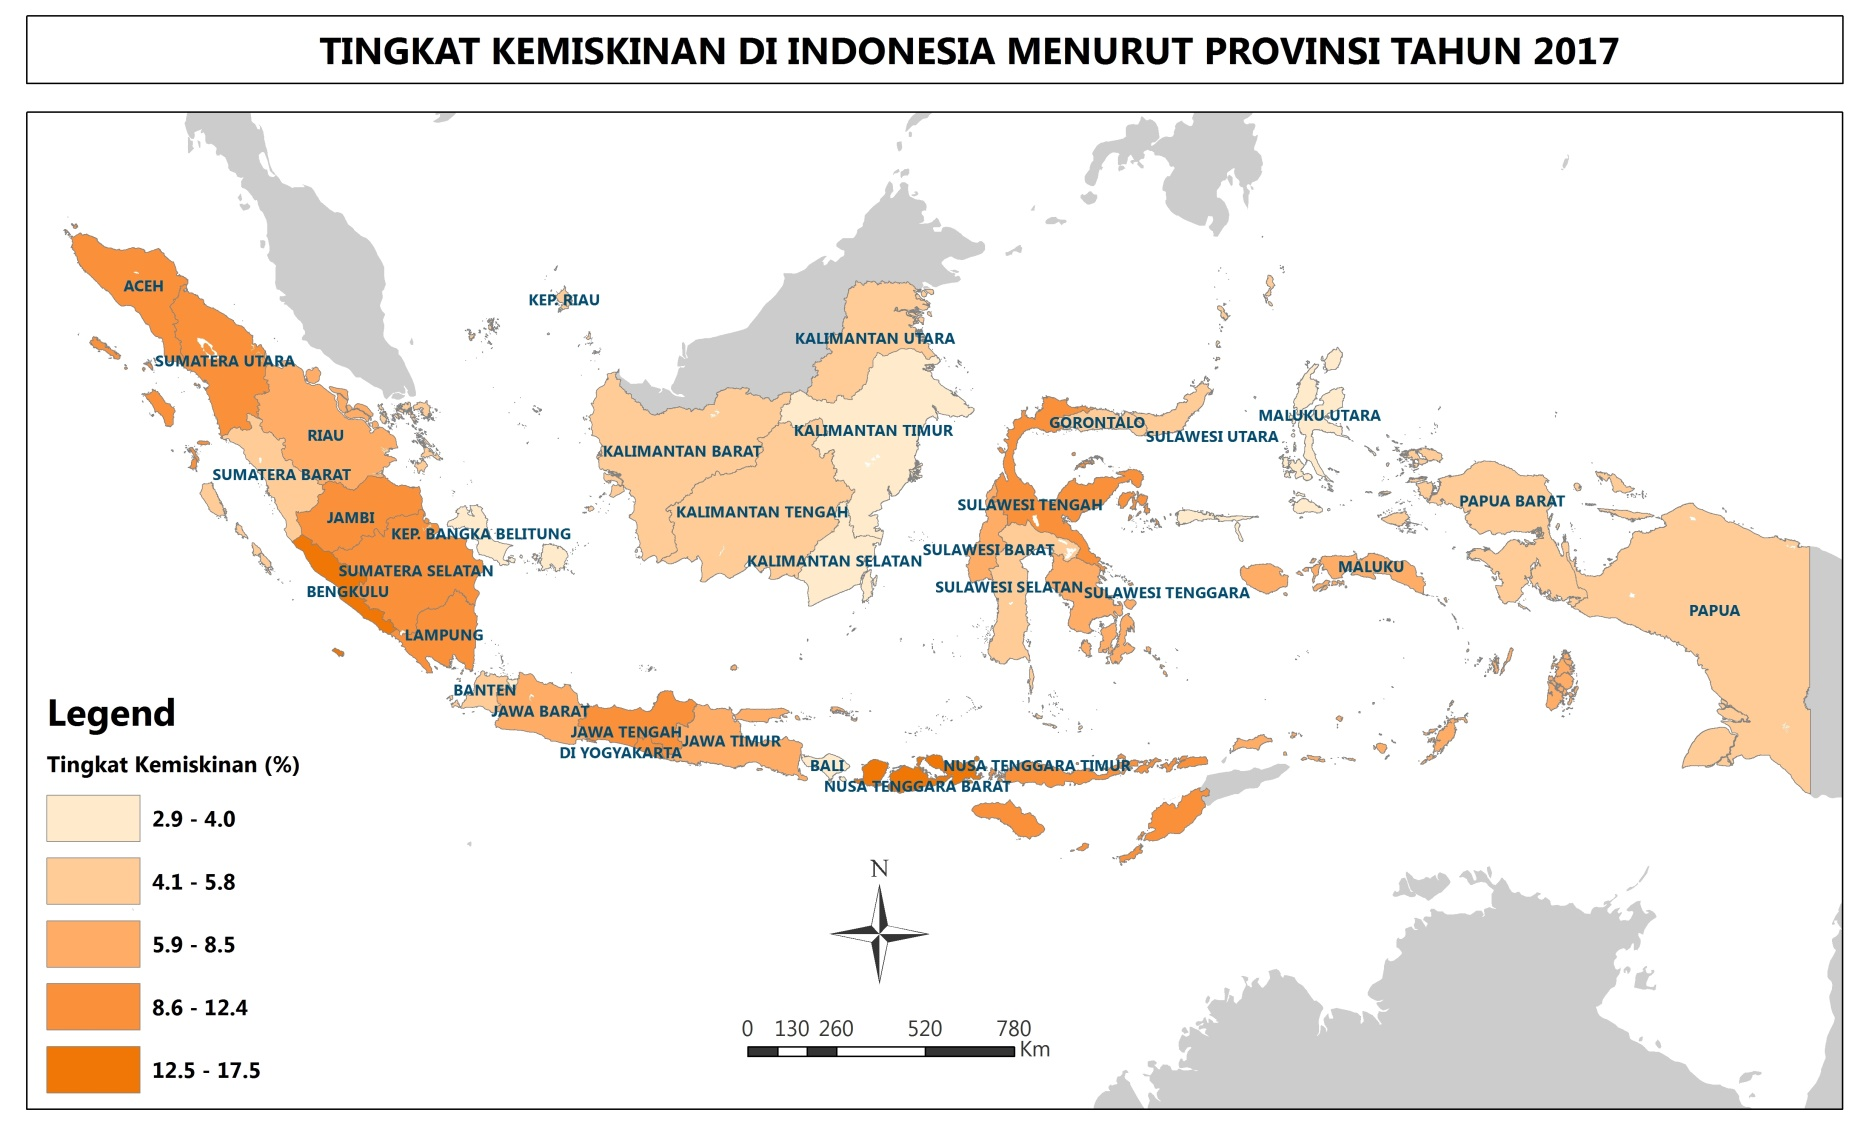 TINGKAT KEMISKINAN DI INDONESIA MENURUT PROVINSI TAHUN 2017
ACEH
KEP. RIAU
KALIMANTAN UTARA
SUMATERA UTARA
MALUKU UTARA
GORONTALO
KALIMANTAN TIMUR
RIAU
SULAWESI UTARA
KALIMANTAN BARAT
SUMATERA BARAT
PAPUA BARAT
SULAWESI TENGAH
KALIMANTAN TENGAH
JAMBI
KEP. BANGKA BELITUNG
SULAWESI BARAT
KALIMANTAN SELATAN
MALUKU
SUMATERA SELATAN
SULAWESI SELATAN
BENGKULU
SULAWESI TENGGARA
PAPUA
LAMPUNG
BANTEN
JAWA BARAT
JAWA TENGAH
JAWA TIMUR
DI YOGYAKARTA
BALI
NUSA TENGGARA TIMUR
NUSA TENGGARA BARAT
Legend
Tingkat Kemiskinan (%)
2.9 - 4.0
4.1 - 5.8
5.9 - 8.5
8.6 - 12.4
12.5 - 17.5
N
0 130 260 520 780
Km